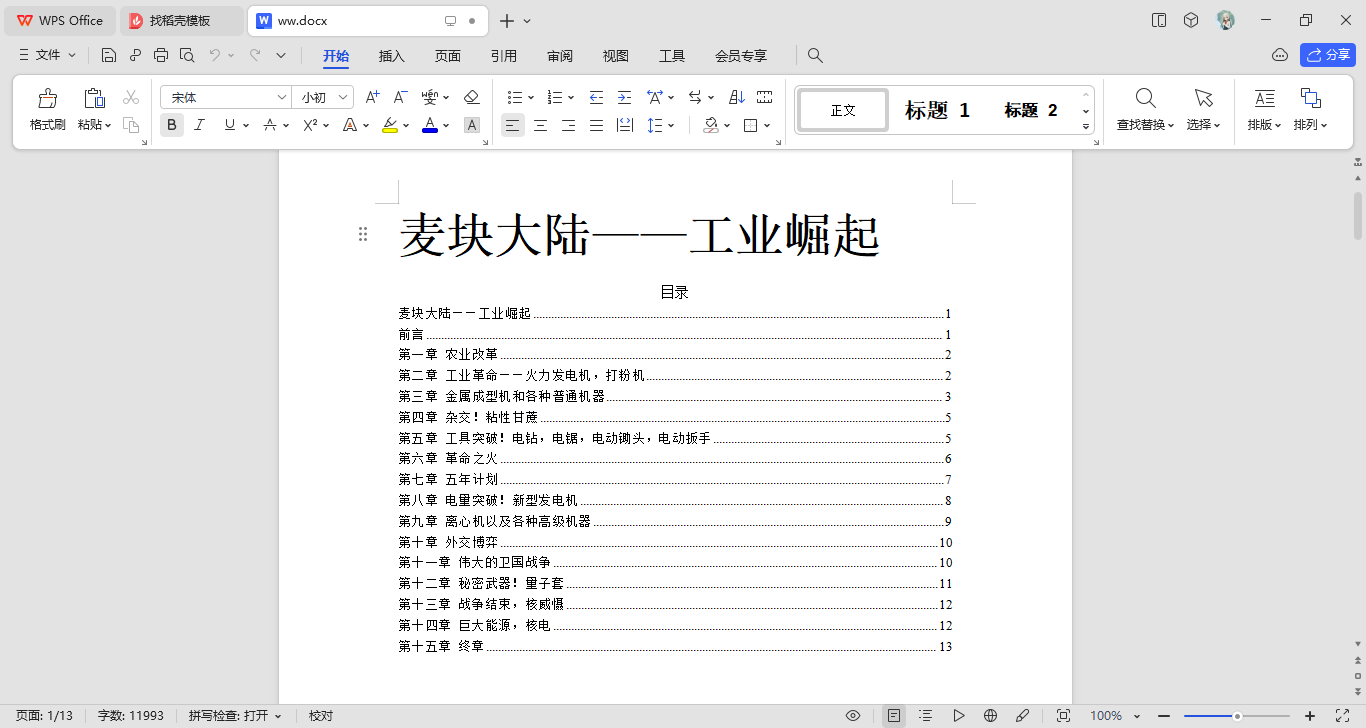 WPS Office 找稻壳模板 ww.docx
文件 开始 插入 页面 引用 审阅 视图 工具 会员专享 分享
宋体 小初 正文 标题 1 标题 2
格式刷 粘贴 B I U A X² A A A 查找替换 选择 排版 排列
麦块大陆——工业崛起
目录
麦块大陆——工业崛起 1
前言 1
第一章 农业改革 2
第二章 工业革命——火力发电机，打粉机 2
第三章 金属成型机和各种普通机器 3
第四章 杂交！粘性甘蔗 5
第五章 工具突破！电钻，电锯，电动锄头，电动扳手 5
第六章 革命之火 6
第七章 五年计划 7
第八章 电量突破！新型发电机 8
第九章 离心机以及各种高级机器 9
第十章 外交博弈 10
第十一章 伟大的卫国战争 10
第十二章 秘密武器！量子套 11
第十三章 战争结束，核威慑 12
第十四章 巨大能源，核电 12
第十五章 终章 13
页面: 1/13 字数: 11993 拼写检查: 打开 校对 100%